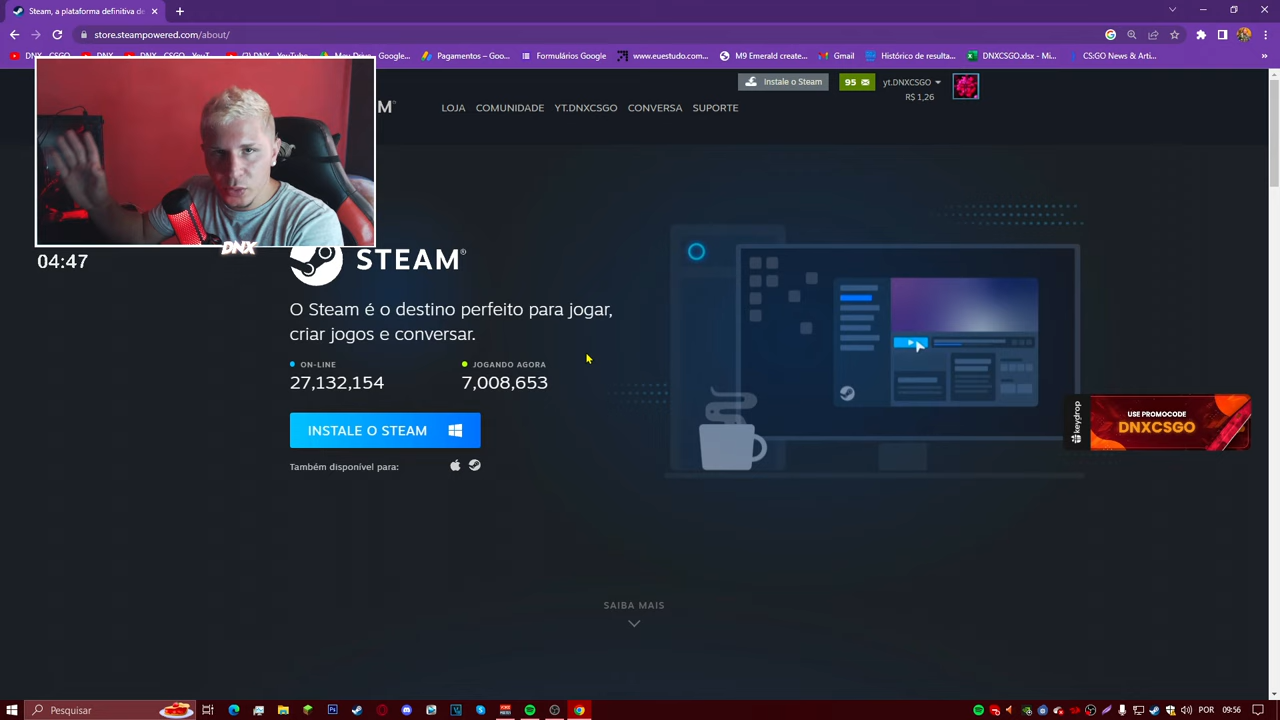 Steam, a plataforma definitiva de
store.steampowered.com/about/
DNX
Pagamentos – Goo...
Formulários Google
www.euestudo.com
M9 Emerald create...
Gmail
Histórico de resulta...
DNXCSGO.xlsx - Mi...
CS:GO News & Arti...
Instale o Steam
95
yt.DNXCSGO
R$ 1,26
LOJA COMUNIDADE YT.DNXCSGO CONVERSA SUPORTE
DNX
04:47
STEAM®
O Steam é o destino perfeito para jogar,
criar jogos e conversar.
ON-LINE
JOGANDO AGORA
27,132,154
7,008,653
INSTALE O STEAM
Também disponível para:
keydrop
USE PROMOCODE
DNXCSGO
SAIBA MAIS
Pesquisar
POR
09:56